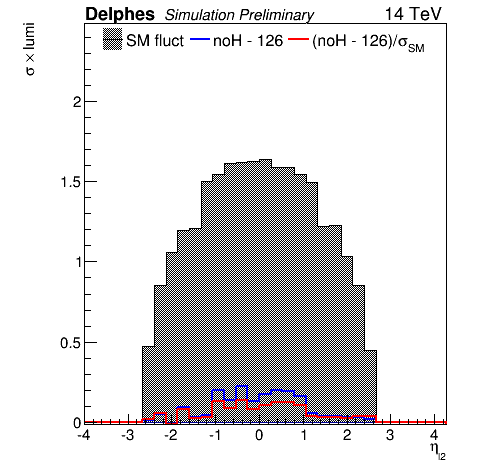 Delphes Simulation Preliminary 14 TeV
SM fluct noH - 126 (noH - 126)/σSM
σ × lumi
2
1.5
1
0.5
0
-4 -3 -2 -1 0 1 2 3 4
ηl2